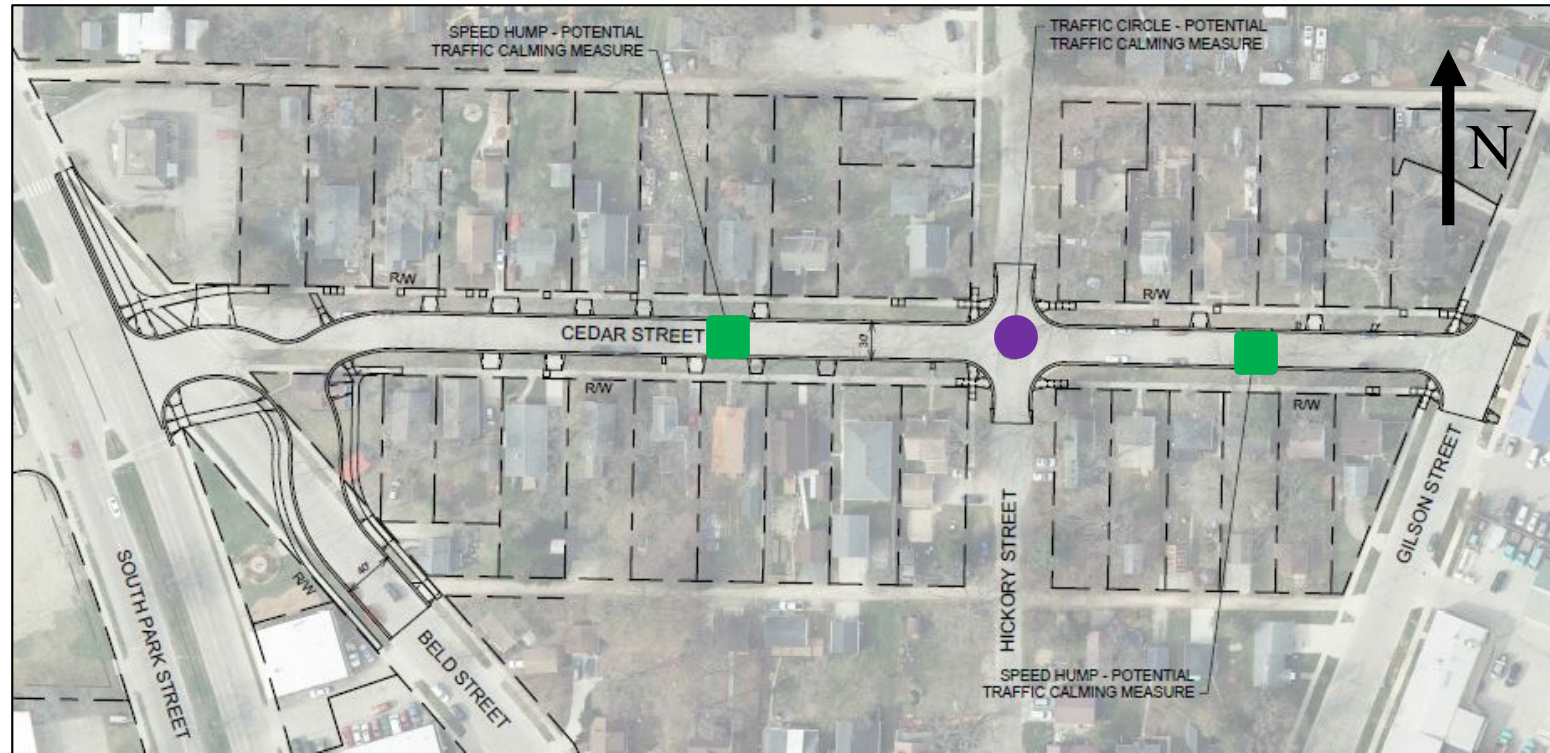 SPEED HUMP - POTENTIAL
TRAFFIC CALMING MEASURE
TRAFFIC CIRCLE - POTENTIAL
TRAFFIC CALMING MEASURE
N
R/W
R/W
CEDAR STREET
30'
R/W
R/W
SOUTH PARK STREET
R/W
40'
BELD STREET
HICKORY STREET
GILSON STREET
SPEED HUMP - POTENTIAL
TRAFFIC CALMING MEASURE